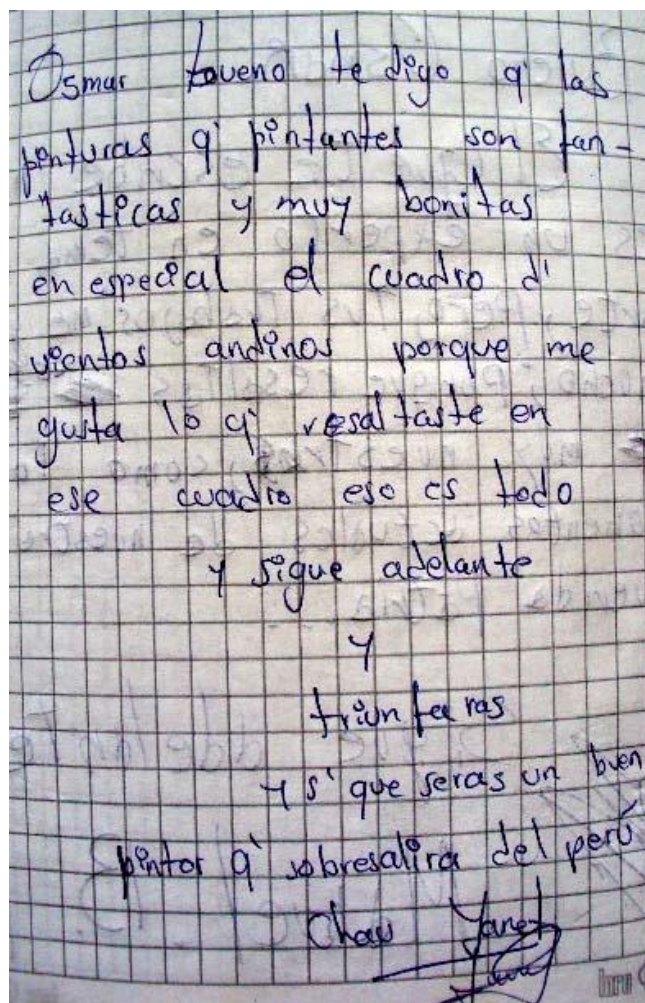 Osmar bueno te digo q' las
pinturas q' pintantes son fan-
tasticas y muy bonitas
en especial el cuadro d'
vientos andinos porque me
gusta lo q' resaltaste en
ese cuadro eso es todo
y sigue adelante
y
triunfaras
y s' que seras un buen
pintor q' sobresalira del perú
Chau Yanet